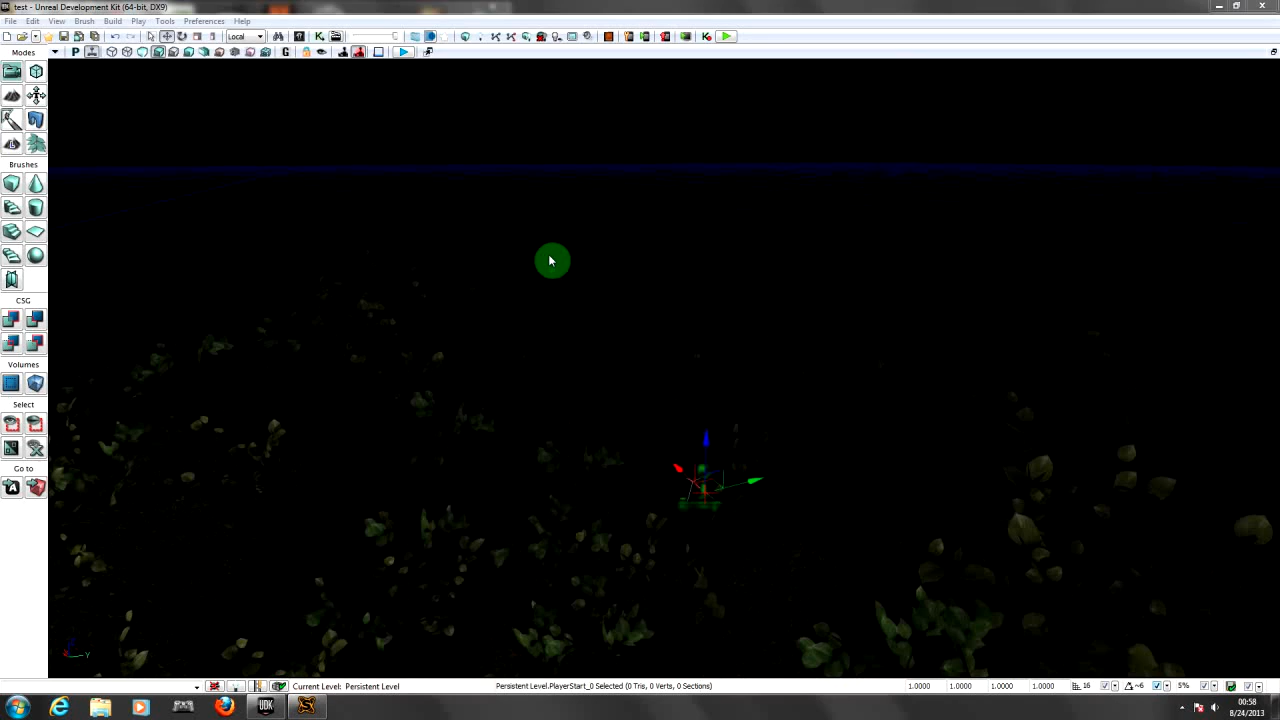 test - Unreal Development Kit (64-bit, DX9)
File Edit View Brush Build Play Tools Preferences Help
Local
Modes
P
G
Brushes
CSG
Volumes
Select
Go to
Y
Current Level: Persistent Level
Persistent Level.PlayerStart_0 Selected (0 Tris, 0 Verts, 0 Sections)
1.0000 1.0000 1.0000
16
5%
UDK
00:58
8/24/2013